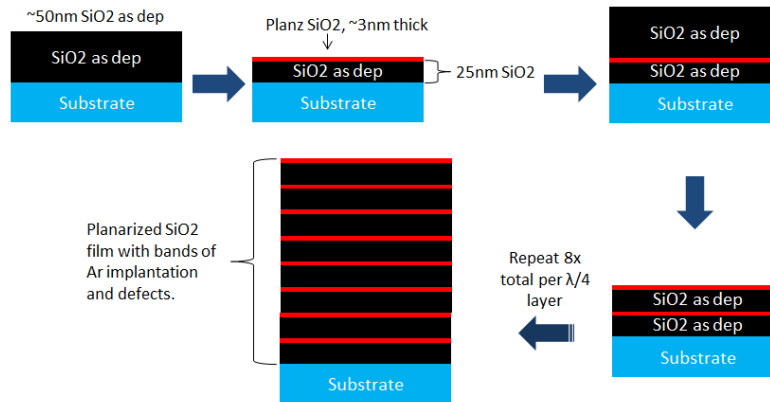 ~50nm SiO2 as dep
SiO2 as dep
Substrate
Planz SiO2, ~3nm thick
SiO2 as dep
25nm SiO2
Substrate
SiO2 as dep
SiO2 as dep
Substrate
Planarized SiO2
film with bands of
Ar implantation
and defects.
Substrate
Repeat 8x
total per λ/4
layer
SiO2 as dep
SiO2 as dep
Substrate